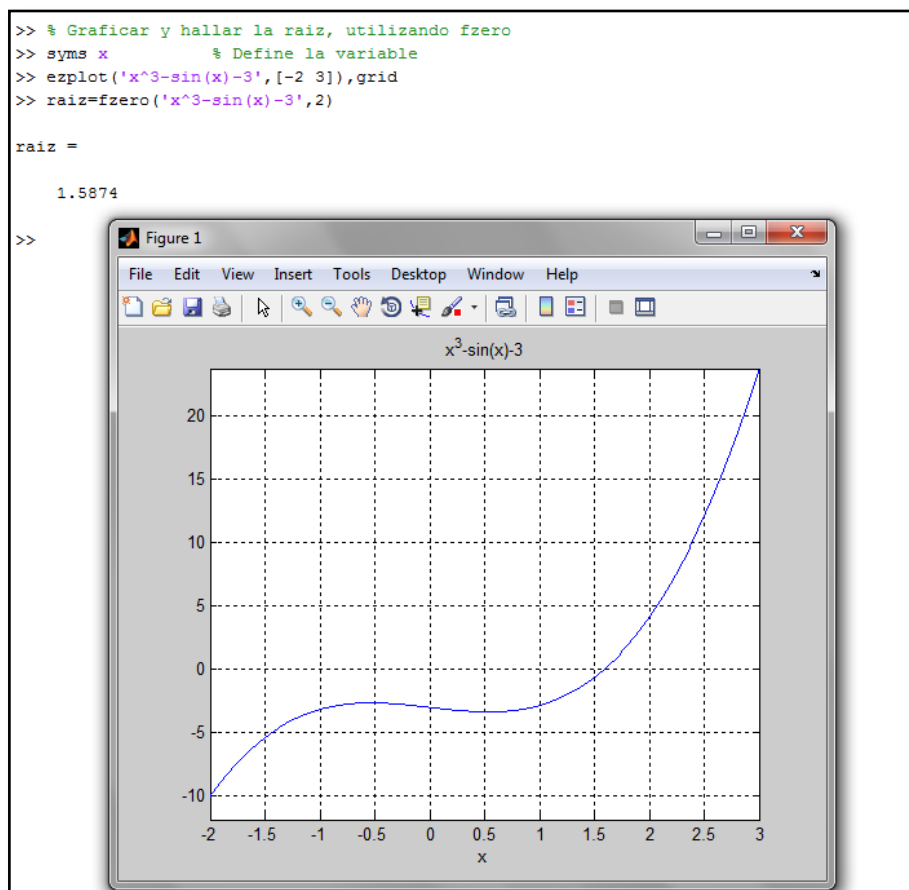 >> % Graficar y hallar la raiz, utilizando fzero
>> syms x % Define la variable
>> ezplot('x^3-sin(x)-3',[-2 3]),grid
>> raiz=fzero('x^3-sin(x)-3',2)
raiz =
1.5874
>>
Figure 1
File Edit View Insert Tools Desktop Window Help
x³-sin(x)-3
20
15
10
5
0
-5
-10
-2 -1.5 -1 -0.5 0 0.5 1 1.5 2 2.5 3
x